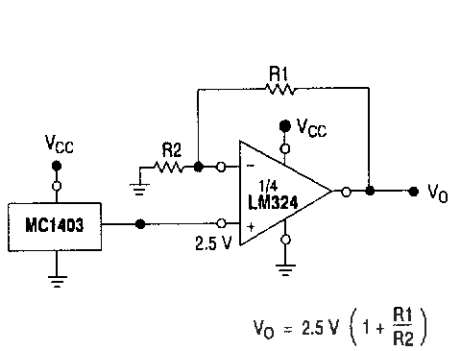 R1
VCC
R2
VCC
−
1/4
LM324
VO
MC1403
+
2.5 V
VO = 2.5 V (1 + R1/R2)